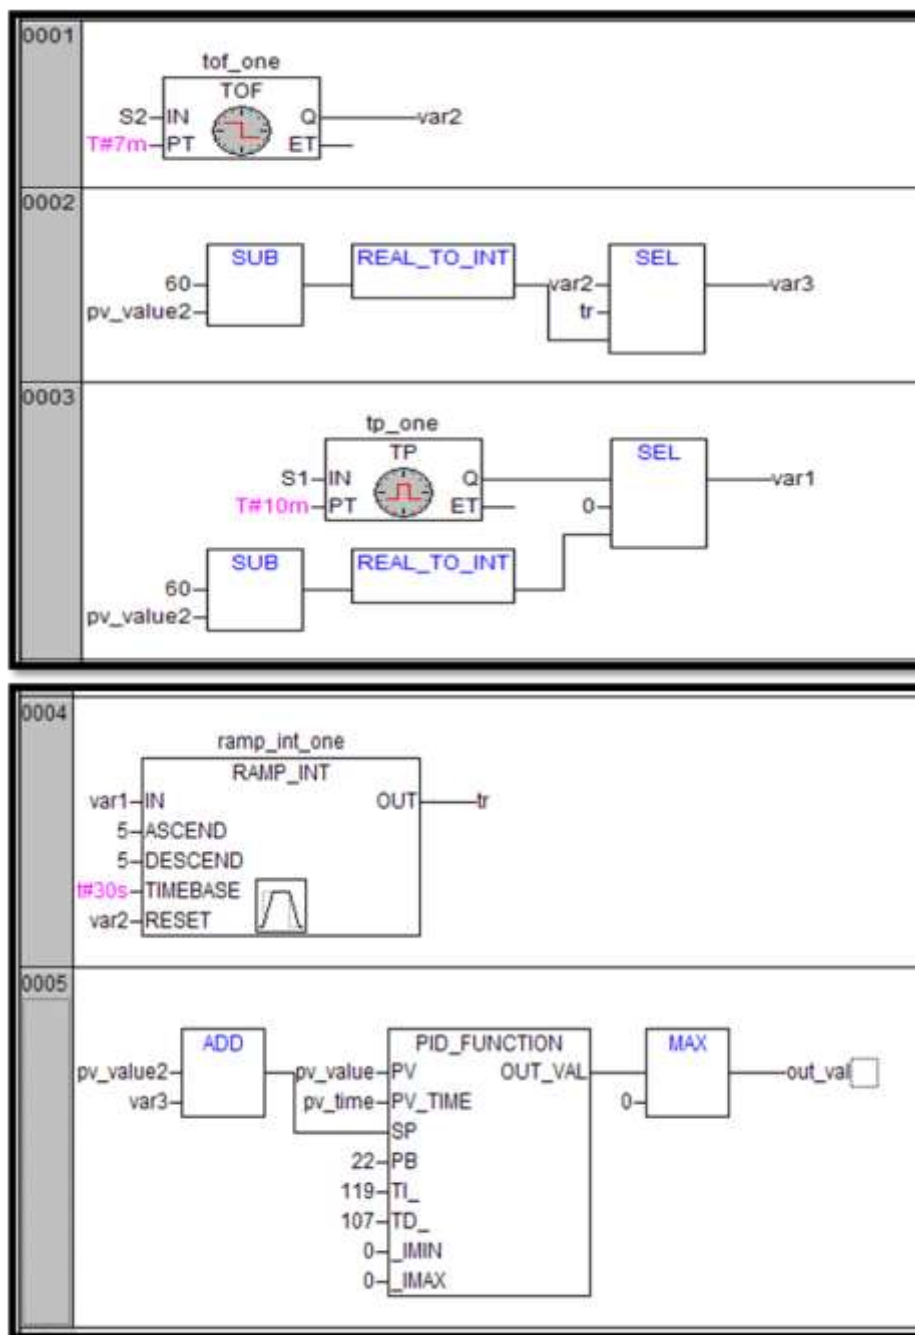 0001
tof_one
TOF
S2 IN Q var2
T#7m PT ET
0002
SUB REAL_TO_INT SEL
60 var2 var3
pv_value2 tr
0003
tp_one
TP SEL
S1 IN Q var1
T#10m PT ET 0
SUB REAL_TO_INT
60
pv_value2
0004
ramp_int_one
RAMP_INT
var1 IN OUT tr
5 ASCEND
5 DESCEND
t#30s TIMEBASE
var2 RESET
0005
ADD PID_FUNCTION MAX
pv_value2 pv_value PV OUT_VAL out_val
var3 pv_time PV_TIME 0
SP
22 PB
119 TI_
107 TD_
0 _IMIN
0 _IMAX